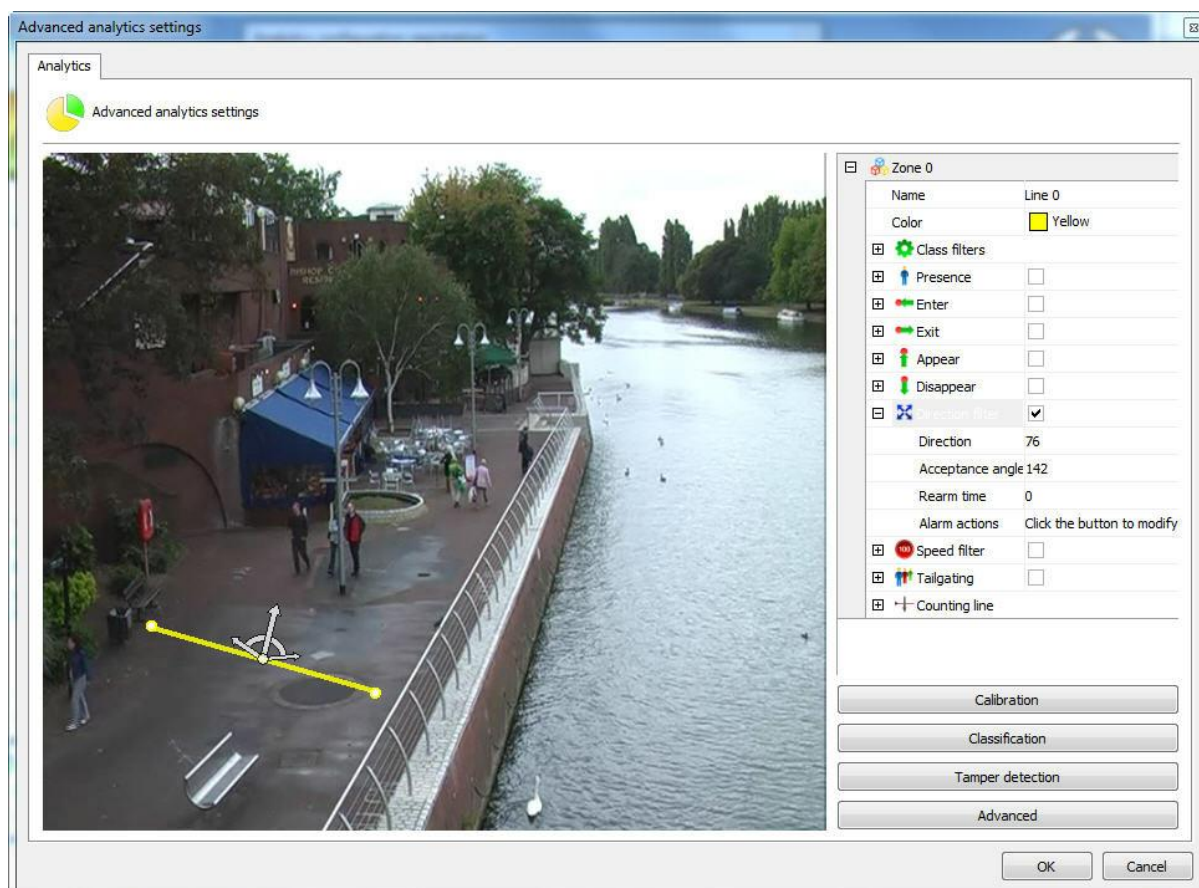 Advanced analytics settings
Analytics
Advanced analytics settings
Zone 0
Name Line 0
Color Yellow
Class filters
Presence
Enter
Exit
Appear
Disappear
Direction filter
Direction 76
Acceptance angle 142
Rearm time 0
Alarm actions Click the button to modify
100 Speed filter
Tailgating
Counting line
Calibration
Classification
Tamper detection
Advanced
OK Cancel